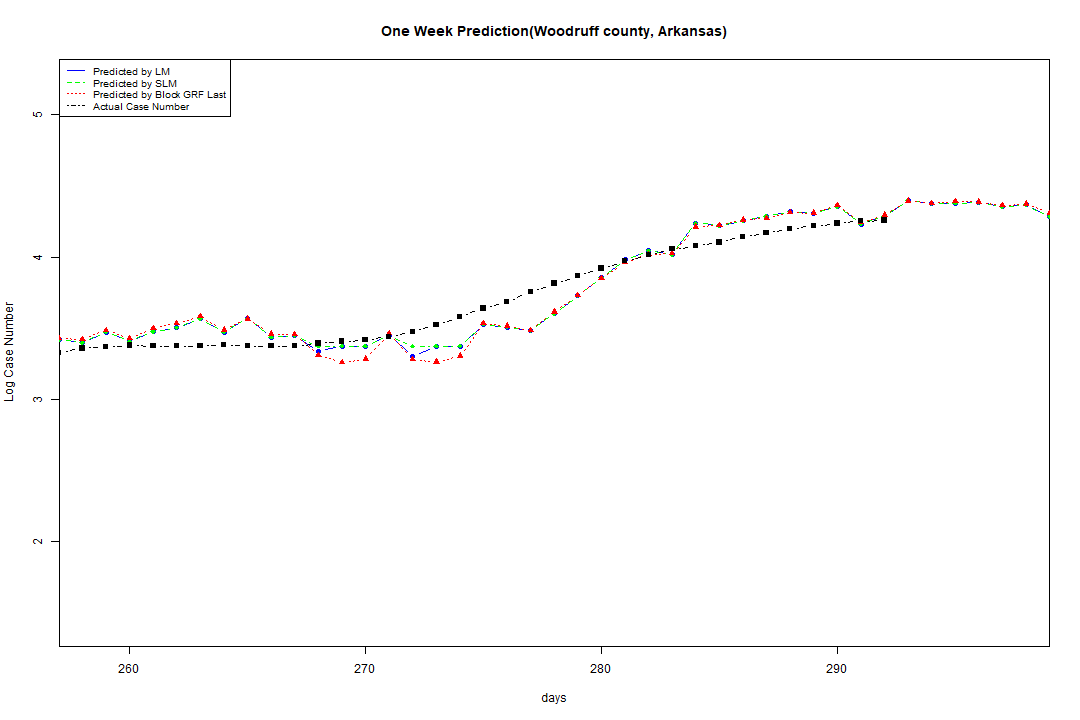 One Week Prediction(Woodruff county, Arkansas)
Predicted by LM
Predicted by SLM
Predicted by Block GRF Last
Actual Case Number
5
4
3
2
Log Case Number
260 270 280 290
days